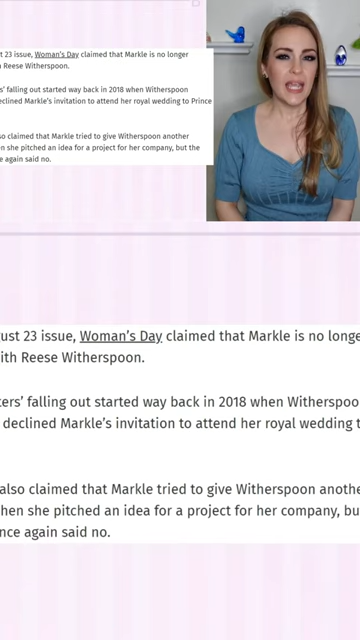 t 23 issue, Woman's Day claimed that Markle is no longer
Reese Witherspoon.
falling out started way back in 2018 when Witherspoon
eclined Markle's invitation to attend her royal wedding to Prince
so claimed that Markle tried to give Witherspoon another
en she pitched an idea for a project for her company, but the
e again said no.
ust 23 issue, Woman's Day claimed that Markle is no longe
ith Reese Witherspoon.
ters' falling out started way back in 2018 when Witherspoo
declined Markle's invitation to attend her royal wedding t
also claimed that Markle tried to give Witherspoon anothe
hen she pitched an idea for a project for her company, bu
nce again said no.